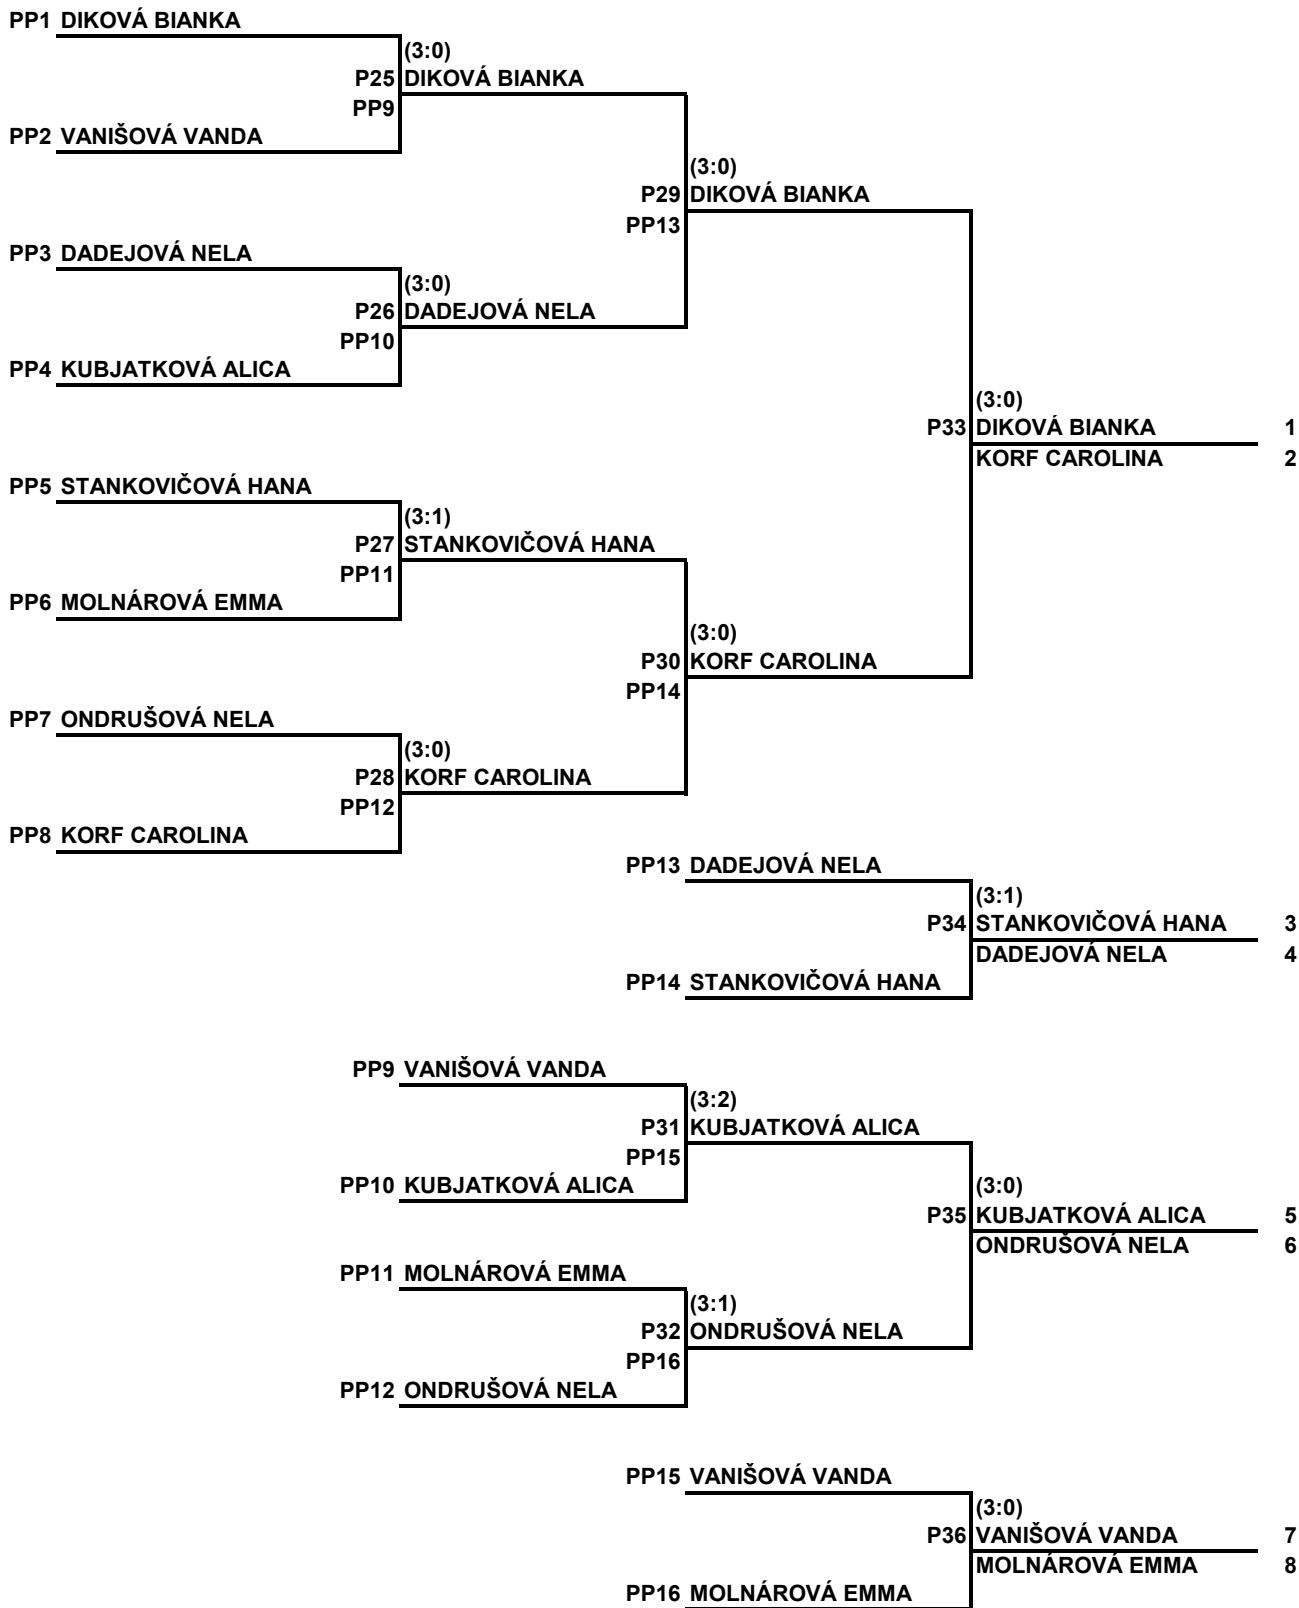 PP1 DIKOVÁ BIANKA
(3:0)
P25 DIKOVÁ BIANKA
PP9
PP2 VANIŠOVÁ VANDA
(3:0)
P29 DIKOVÁ BIANKA
PP13
PP3 DADEJOVÁ NELA
(3:0)
P26 DADEJOVÁ NELA
PP10
PP4 KUBJATKOVÁ ALICA
(3:0)
P33 DIKOVÁ BIANKA 1
KORF CAROLINA 2
PP5 STANKOVIČOVÁ HANA
(3:1)
P27 STANKOVIČOVÁ HANA
PP11
PP6 MOLNÁROVÁ EMMA
(3:0)
P30 KORF CAROLINA
PP14
PP7 ONDRUŠOVÁ NELA
(3:0)
P28 KORF CAROLINA
PP12
PP8 KORF CAROLINA
PP13 DADEJOVÁ NELA
(3:1)
P34 STANKOVIČOVÁ HANA 3
DADEJOVÁ NELA 4
PP14 STANKOVIČOVÁ HANA
PP9 VANIŠOVÁ VANDA
(3:2)
P31 KUBJATKOVÁ ALICA
PP15
PP10 KUBJATKOVÁ ALICA
(3:0)
P35 KUBJATKOVÁ ALICA 5
ONDRUŠOVÁ NELA 6
PP11 MOLNÁROVÁ EMMA
(3:1)
P32 ONDRUŠOVÁ NELA
PP16
PP12 ONDRUŠOVÁ NELA
PP15 VANIŠOVÁ VANDA
(3:0)
P36 VANIŠOVÁ VANDA 7
MOLNÁROVÁ EMMA 8
PP16 MOLNÁROVÁ EMMA